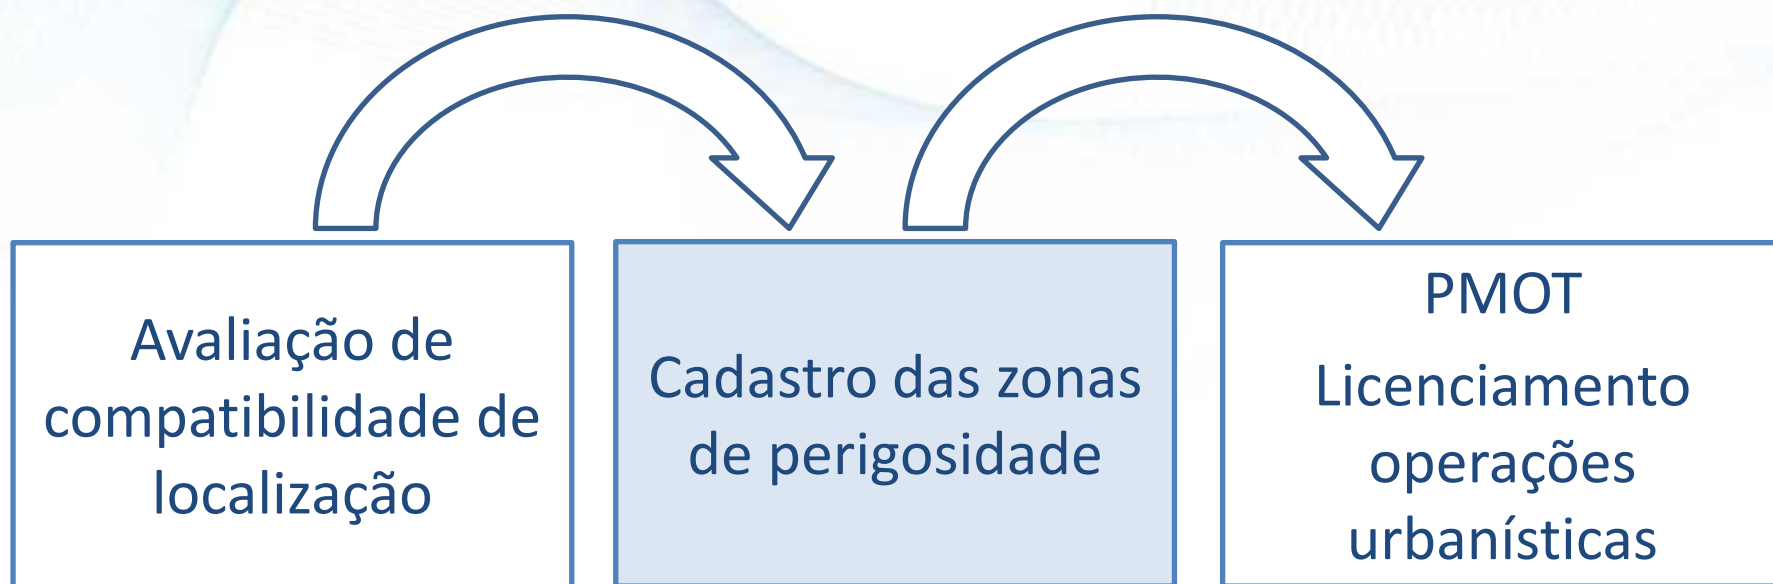 Avaliação de
compatibilidade de
localização
Cadastro das zonas
de perigosidade
PMOT
Licenciamento
operações
urbanísticas